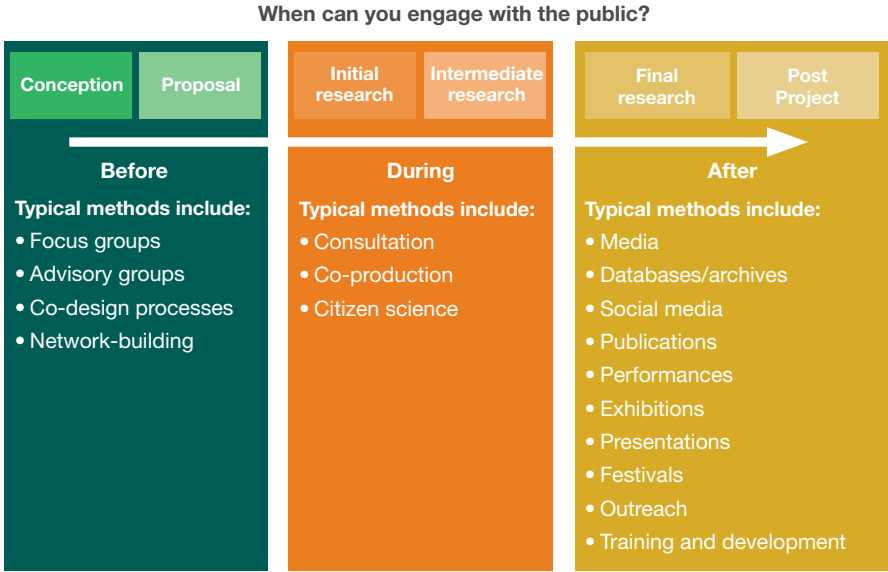 When can you engage with the public?
Conception
Proposal
Before
Typical methods include:
• Focus groups
• Advisory groups
• Co-design processes
• Network-building
Initial
research
Intermediate
research
During
Typical methods include:
• Consultation
• Co-production
• Citizen science
Final
research
Post
Project
After
Typical methods include:
• Media
• Databases/archives
• Social media
• Publications
• Performances
• Exhibitions
• Presentations
• Festivals
• Outreach
• Training and development